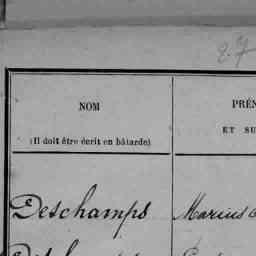 27
NOM
(Il doit être écrit en bâtarde)
PRÉN
ET SU
Deschamps
Marius